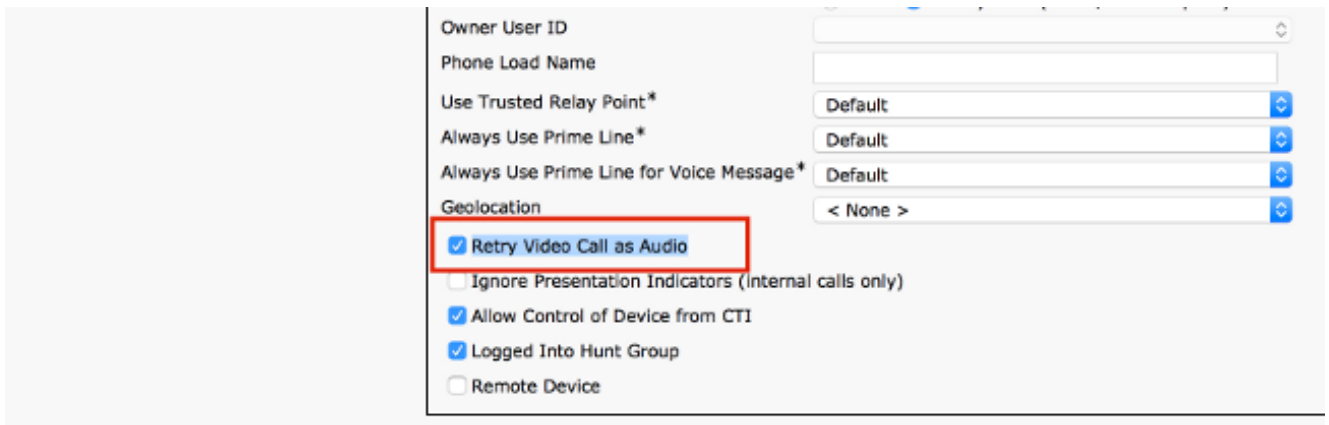 Owner User ID
Phone Load Name
Use Trusted Relay Point* Default
Always Use Prime Line* Default
Always Use Prime Line for Voice Message* Default
Geolocation < None >
Retry Video Call as Audio
Ignore Presentation Indicators (internal calls only)
Allow Control of Device from CTI
Logged Into Hunt Group
Remote Device